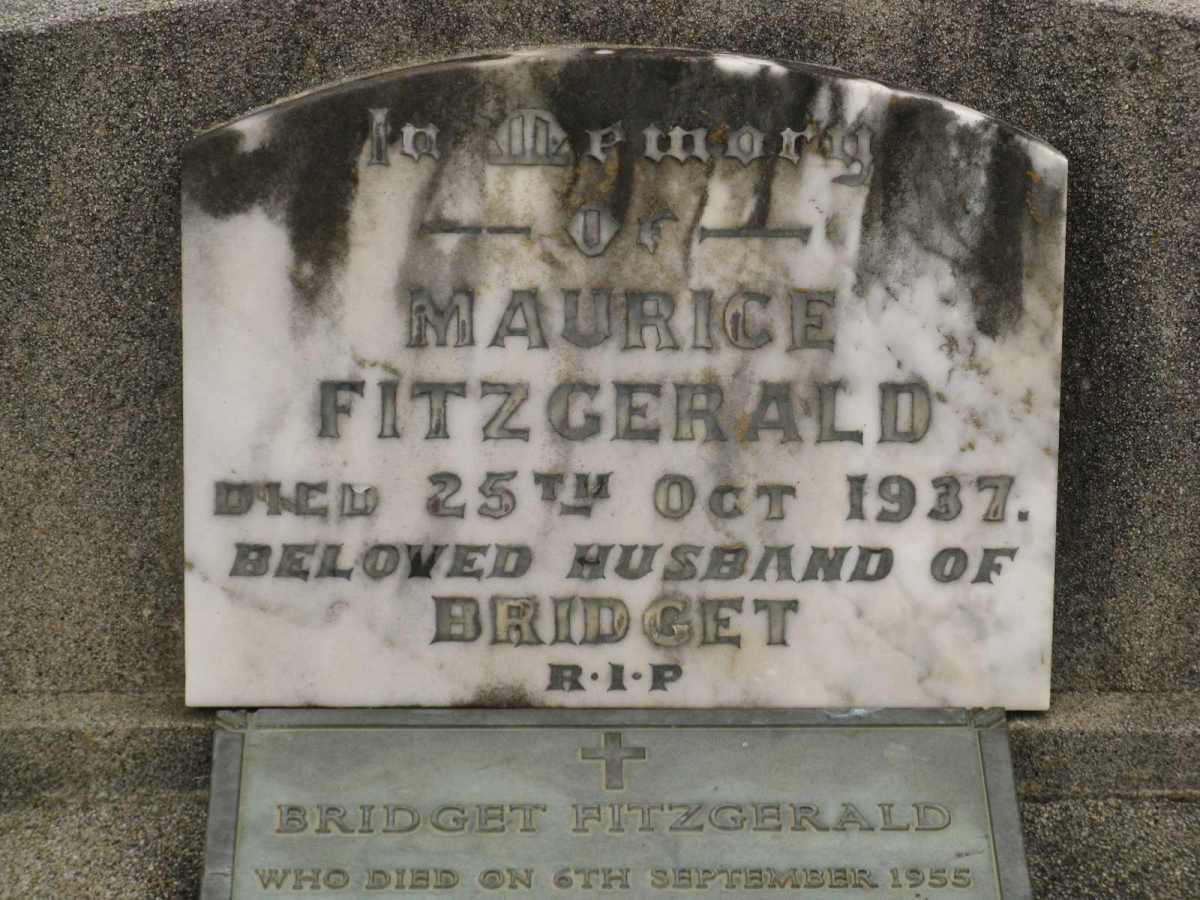 In Memory
Of
MAURICE
FITZGERALD
DIED 25TH OCT 1937.
BELOVED HUSBAND OF
BRIDGET
R·I·P
BRIDGET FITZGERALD
WHO DIED ON 6TH SEPTEMBER 1955